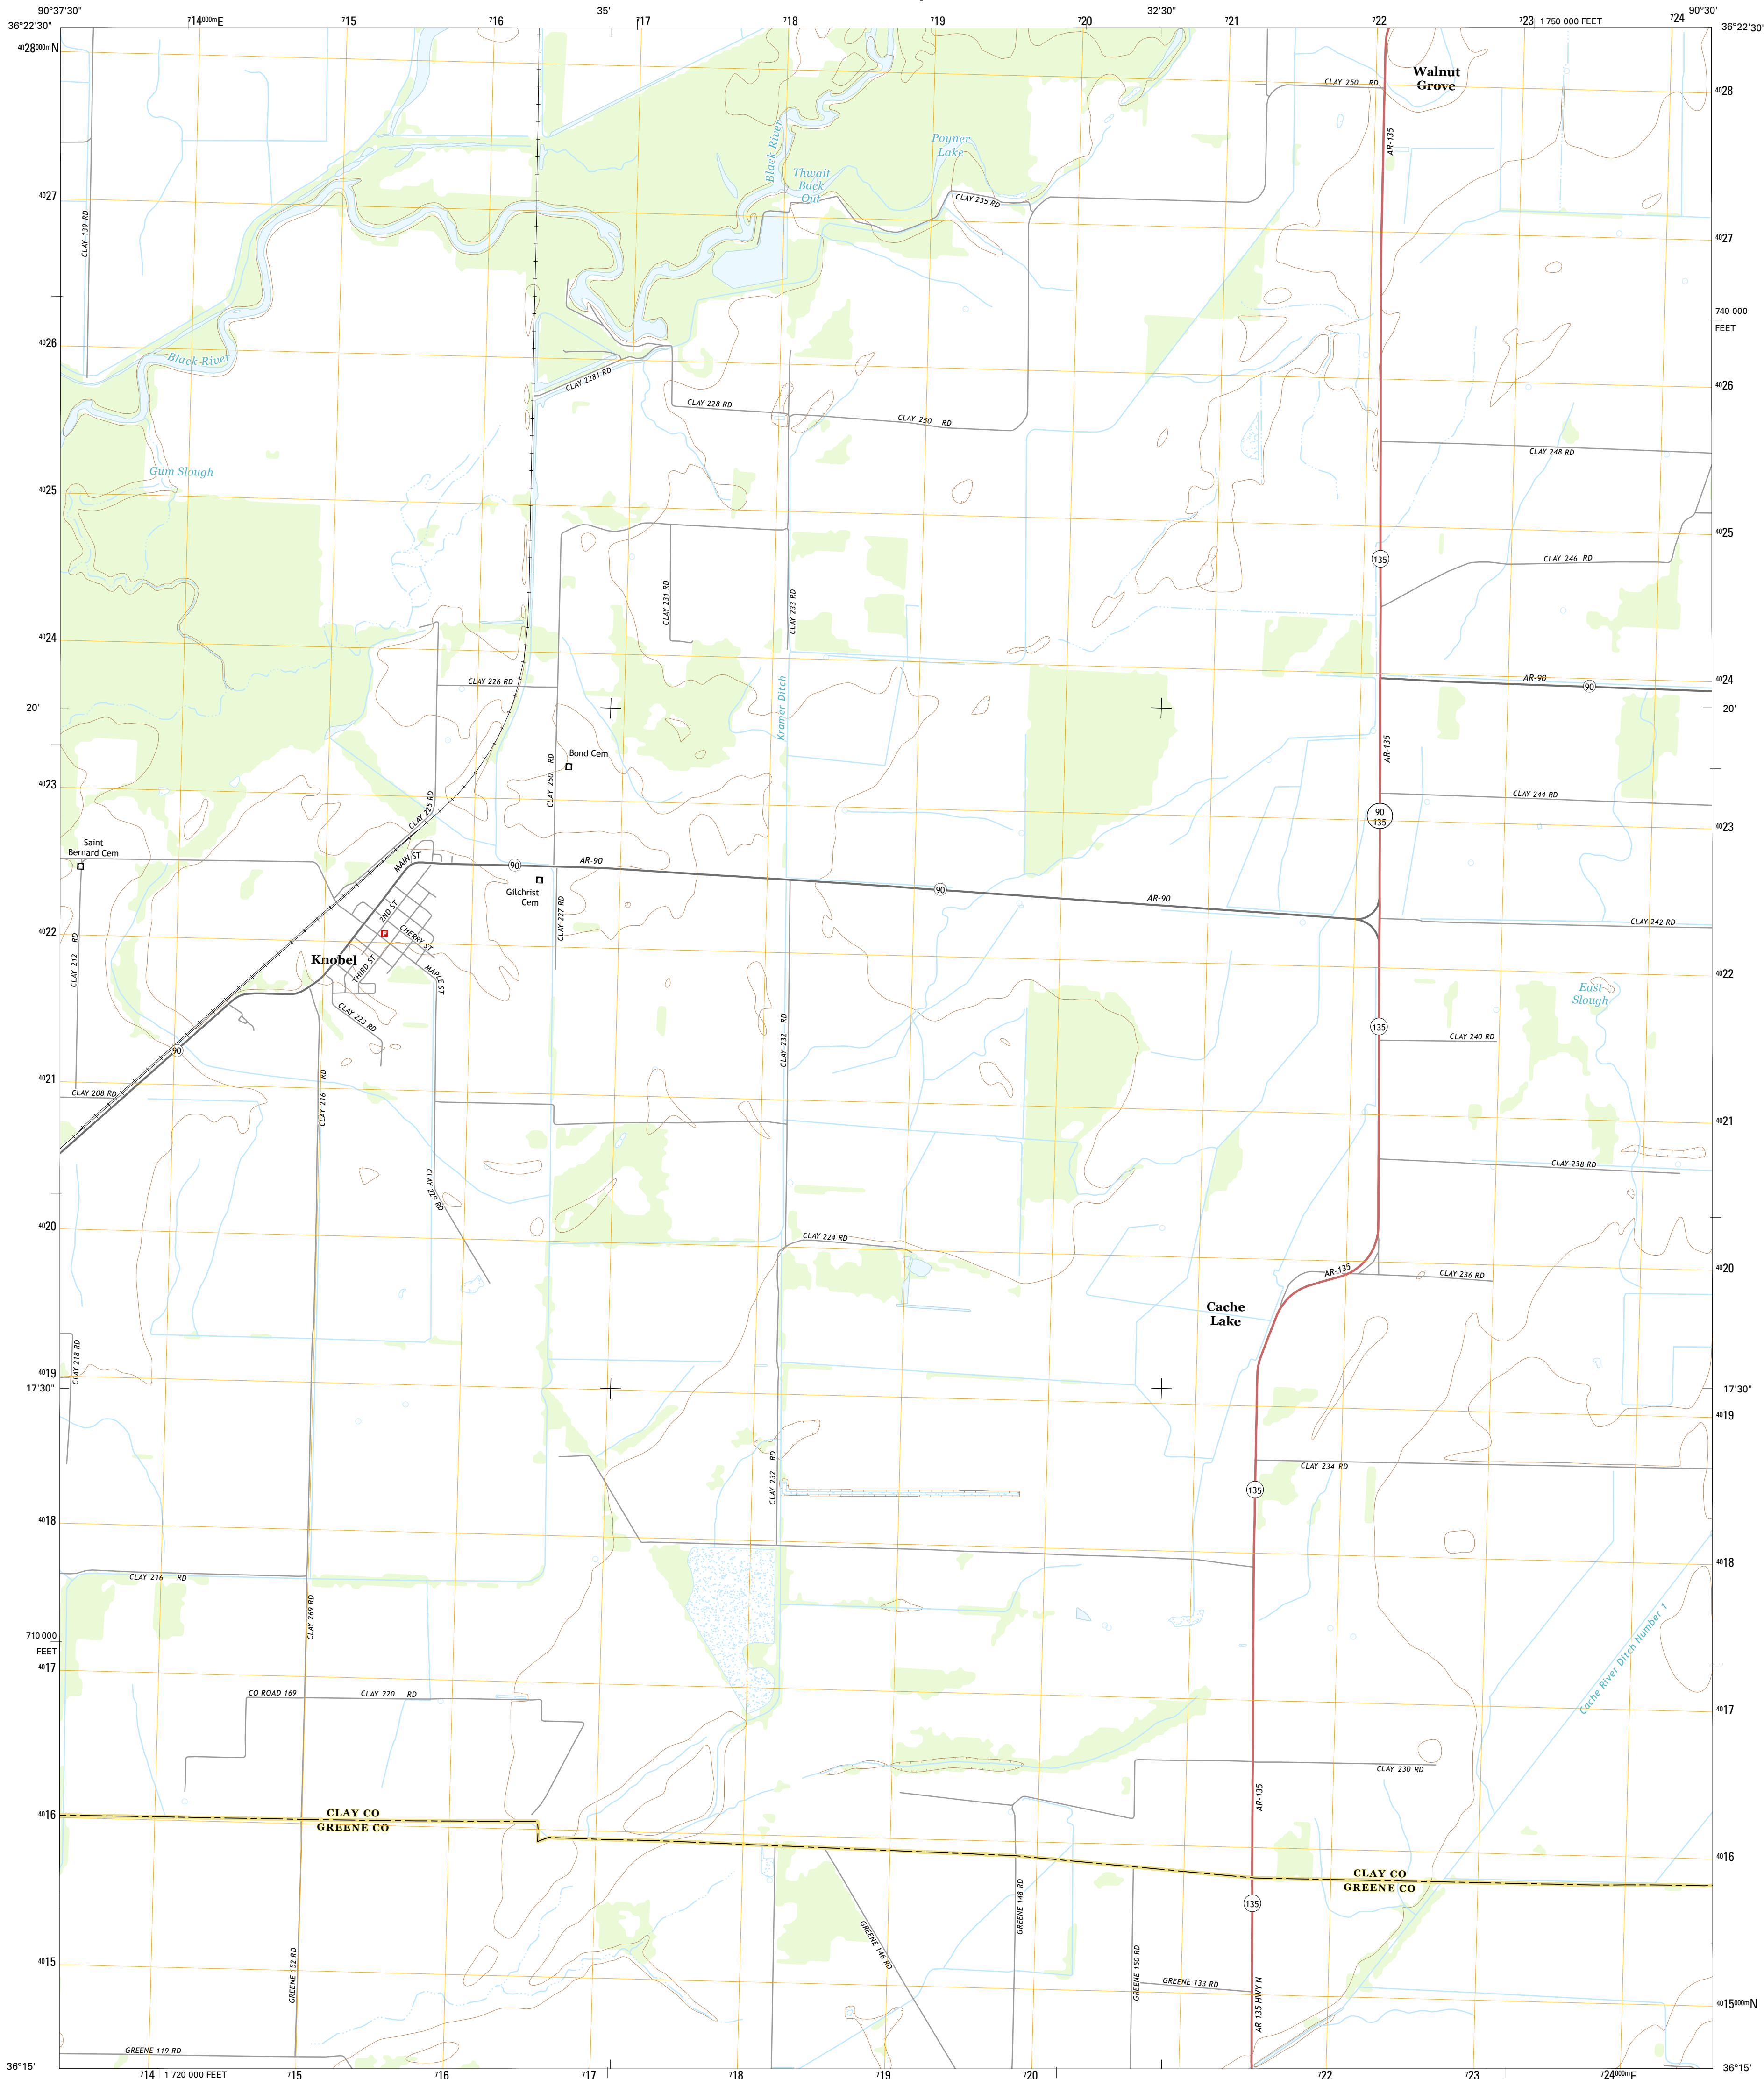 90°37'30"
714000mE
715
716
35'
717
718
719
720
32'30"
721
722
723
1 750 000 FEET
724
90°30'
36°22'30"
36°22'30"
4028000mN
Walnut
Grove
CLAY 250 RD
4028
AR-135
Black River
Poyner
Lake
Thwait
Back
Out
4027
CLAY 235 RD
CLAY 139 RD
4027
740 000
FEET
4026
Black River
CLAY 2281 RD
4026
CLAY 228 RD
CLAY 250 RD
CLAY 248 RD
Gum Slough
4025
4025
135
CLAY 246 RD
CLAY 231 RD
CLAY 233 RD
4024
CLAY 226 RD
AR-90
90
4024
20'
20'
Kramer Ditch
AR-135
Bond Cem
4023
CLAY 250 RD
CLAY 244 RD
CLAY 225 RD
90
135
4023
Saint
Bernard Cem
MAIN ST
90
AR-90
Gilchrist
Cem
90
AR-90
2ND ST
CLAY 227 RD
CLAY 242 RD
4022
CHERRY ST
F
Knobel
THIRD ST
MAPLE ST
CLAY 212 RD
4022
East
Slough
CLAY 223 RD
CLAY 232 RD
135
CLAY 240 RD
90
4021
CLAY 208 RD
CLAY 216 RD
4021
CLAY 238 RD
CLAY 229 RD
4020
CLAY 224 RD
AR-135
CLAY 236 RD
4020
Cache
Lake
CLAY 218 RD
4019
17'30"
17'30"
4019
CLAY 232 RD
CLAY 234 RD
135
4018
4018
CLAY 216 RD
CLAY 269 RD
710 000
FEET
4017
Cache River Ditch Number 1
CO ROAD 169
CLAY 220 RD
4017
CLAY 230 RD
AR-135
4016
CLAY CO
GREENE CO
4016
CLAY CO
GREENE CO
135
GREENE 148 RD
GREENE 146 RD
4015
GREENE 152 RD
GREENE 150 RD
GREENE 133 RD
AR 135 HWY N
4015000mN
GREENE 119 RD
36°15'
36°15'
714
1 720 000 FEET
715
716
717
718
719
720
722
723
724000mE